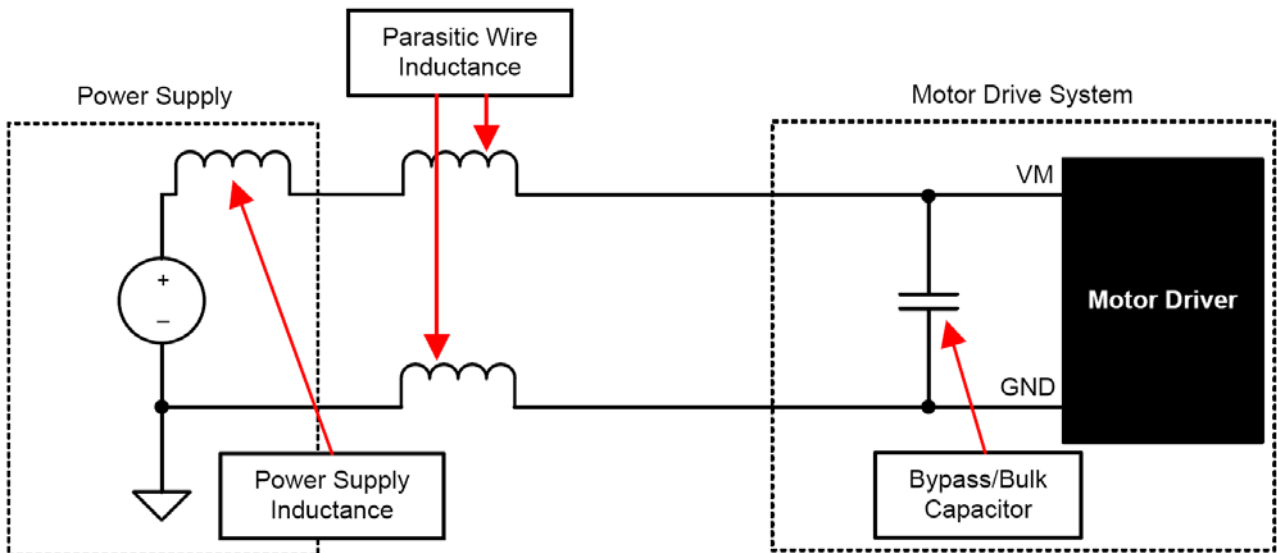 Parasitic Wire
Inductance
Power Supply
Motor Drive System
VM
+
–
Motor Driver
GND
Power Supply
Inductance
Bypass/Bulk
Capacitor